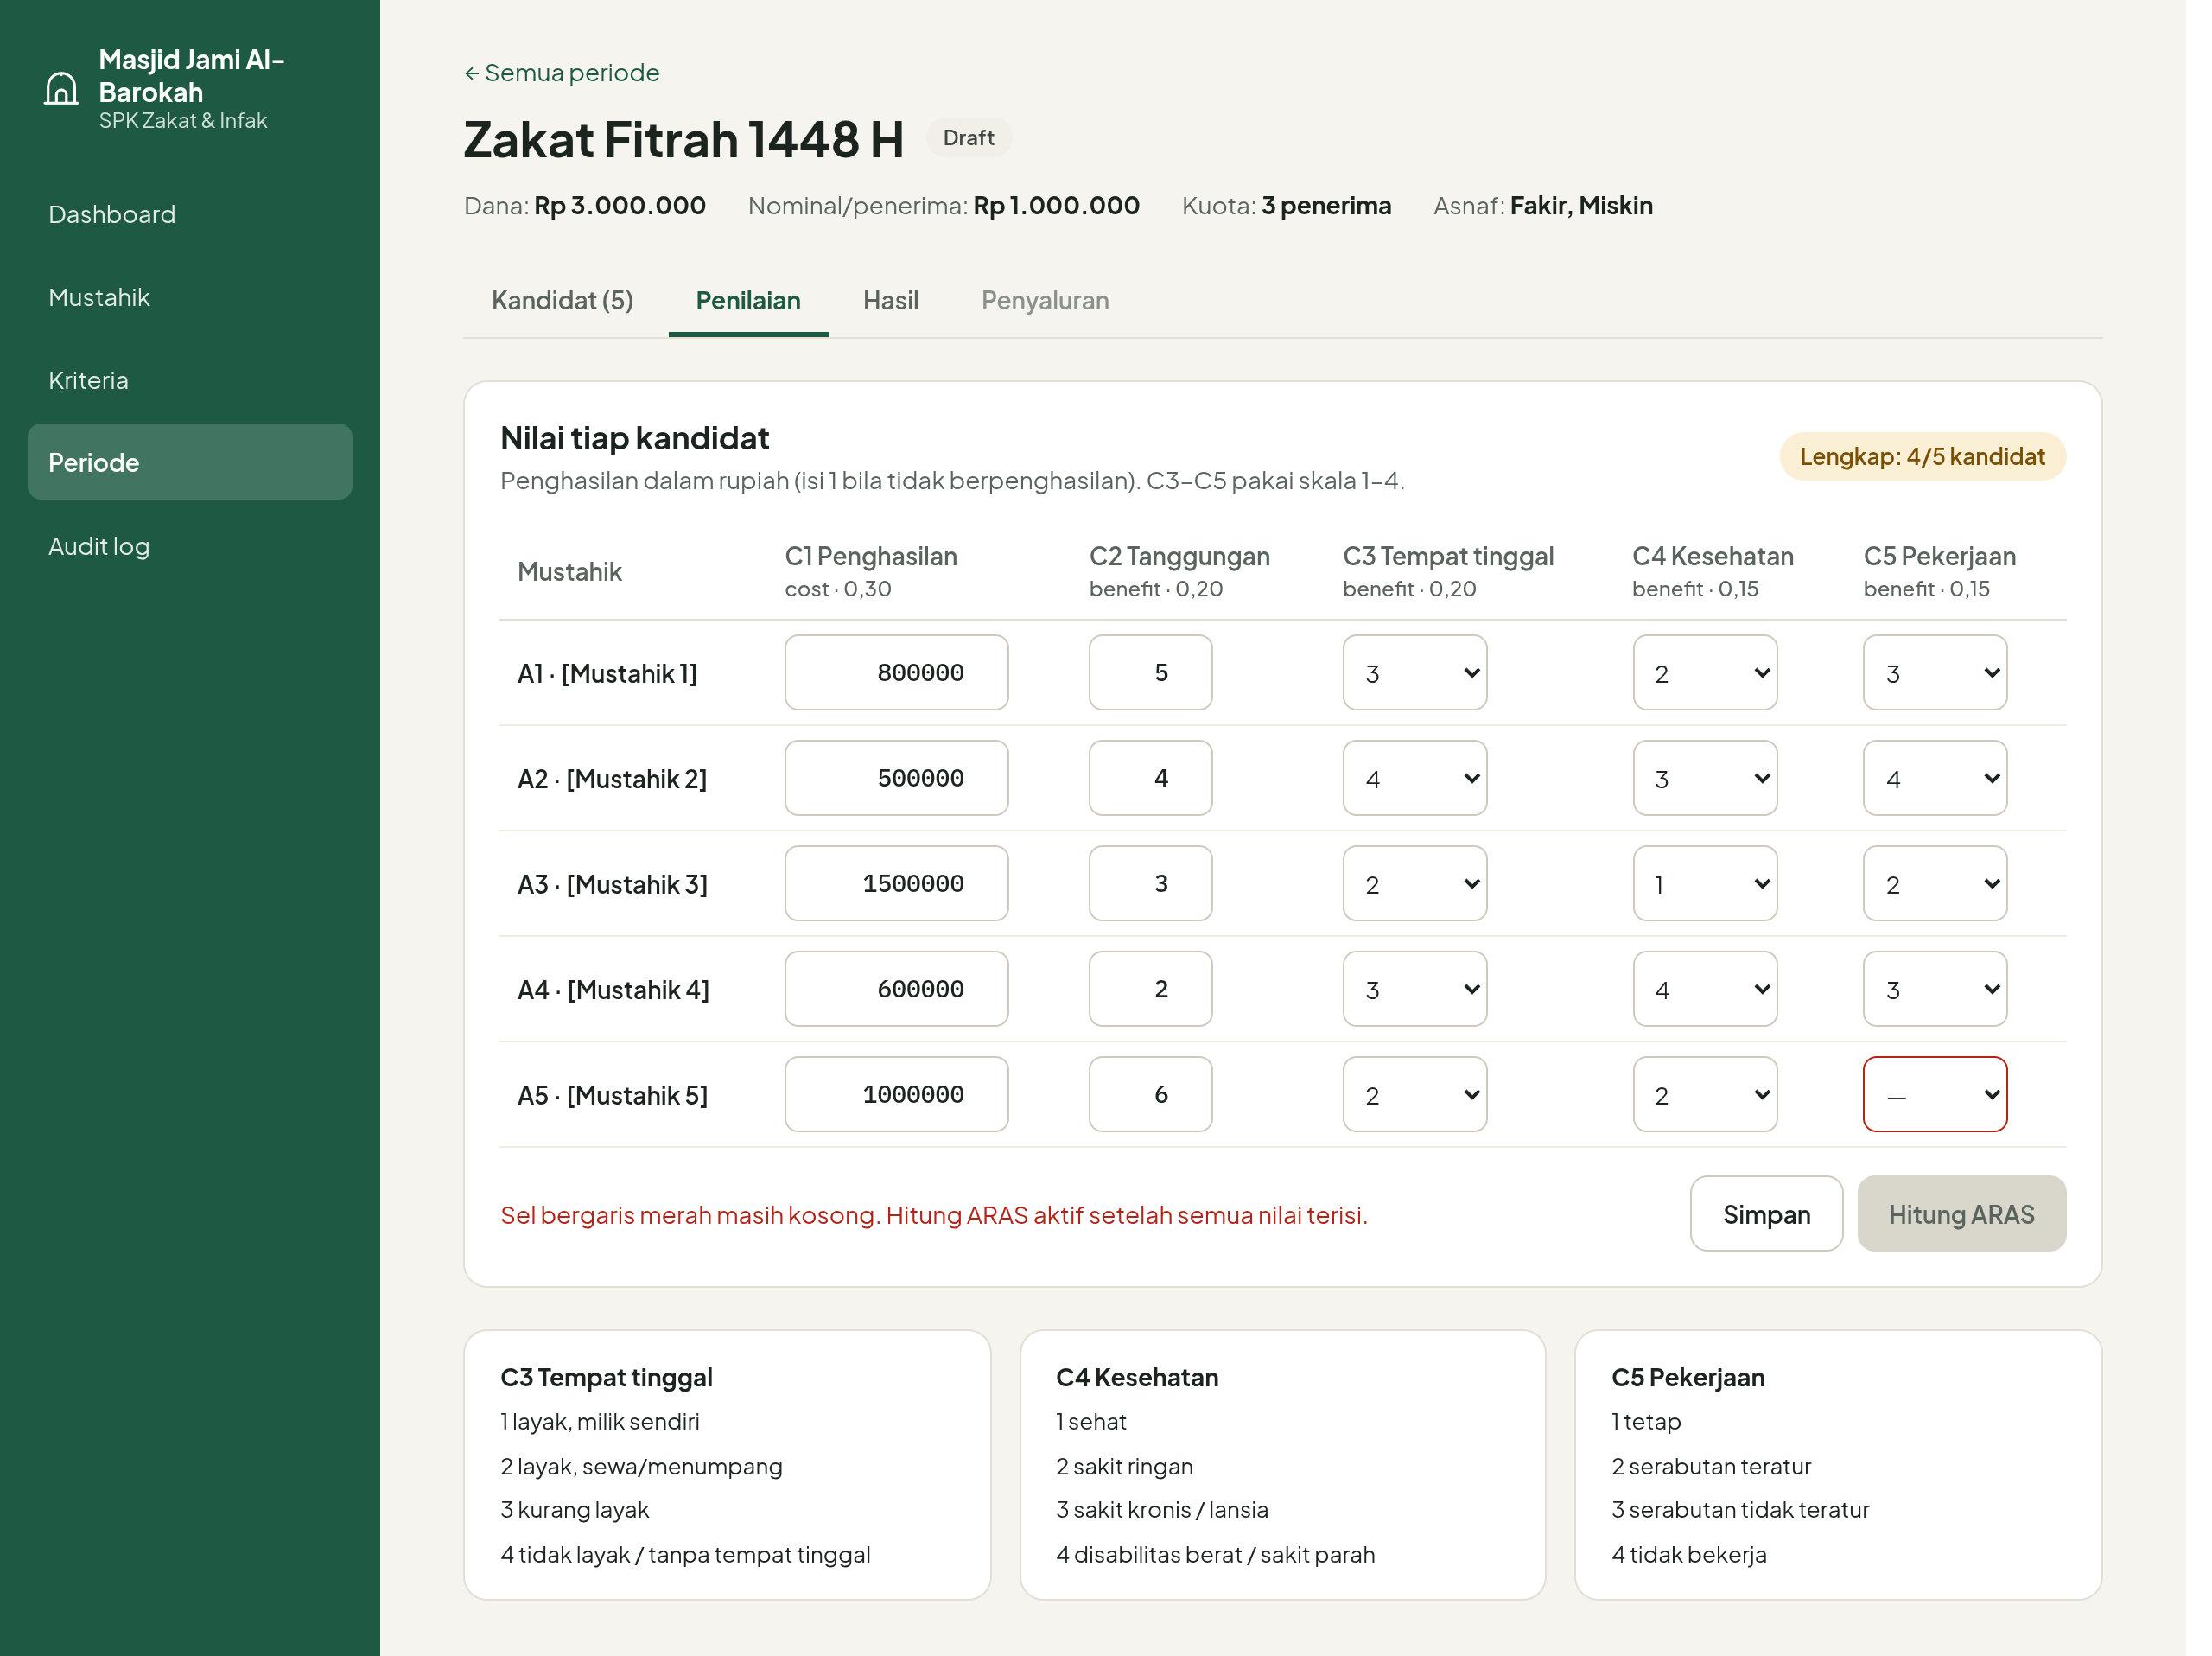 Masjid Jami Al-
Barokah
SPK Zakat & Infak
Dashboard
Mustahik
Kriteria
Periode
Audit log
← Semua periode
Zakat Fitrah 1448 H Draft
Dana: Rp 3.000.000 Nominal/penerima: Rp 1.000.000 Kuota: 3 penerima Asnaf: Fakir, Miskin
Kandidat (5) Penilaian Hasil Penyaluran
Nilai tiap kandidat
Penghasilan dalam rupiah (isi 1 bila tidak berpenghasilan). C3–C5 pakai skala 1–4.
Lengkap: 4/5 kandidat
Mustahik C1 Penghasilan C2 Tanggungan C3 Tempat tinggal C4 Kesehatan C5 Pekerjaan
cost · 0,30 benefit · 0,20 benefit · 0,20 benefit · 0,15 benefit · 0,15
A1 · [Mustahik 1] 800000 5 3 2 3
A2 · [Mustahik 2] 500000 4 4 3 4
A3 · [Mustahik 3] 1500000 3 2 1 2
A4 · [Mustahik 4] 600000 2 3 4 3
A5 · [Mustahik 5] 1000000 6 2 2 —
Sel bergaris merah masih kosong. Hitung ARAS aktif setelah semua nilai terisi.
Simpan Hitung ARAS
C3 Tempat tinggal
1 layak, milik sendiri
2 layak, sewa/menumpang
3 kurang layak
4 tidak layak / tanpa tempat tinggal
C4 Kesehatan
1 sehat
2 sakit ringan
3 sakit kronis / lansia
4 disabilitas berat / sakit parah
C5 Pekerjaan
1 tetap
2 serabutan teratur
3 serabutan tidak teratur
4 tidak bekerja